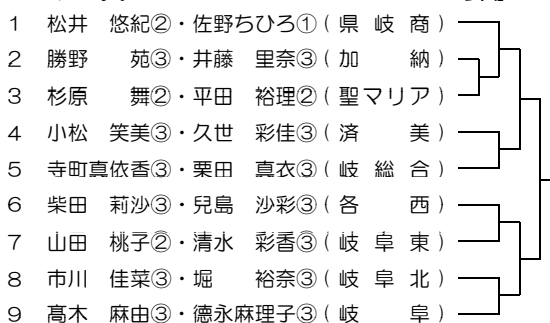 1 松井 悠紀②・佐野ちひろ①(県岐商)
2 勝野 苑③・井藤 里奈③(加納)
3 杉原 舞②・平田 裕理②(聖マリア)
4 小松 笑美③・久世 彩佳③(済美)
5 寺町真依香③・栗田 真衣③(岐総合)
6 柴田 莉沙③・兒島 沙彩③(各西)
7 山田 桃子②・清水 彩香③(岐阜東)
8 市川 佳菜③・堀 裕奈③(岐阜北)
9 髙木 麻由③・德永麻理子③(岐阜)